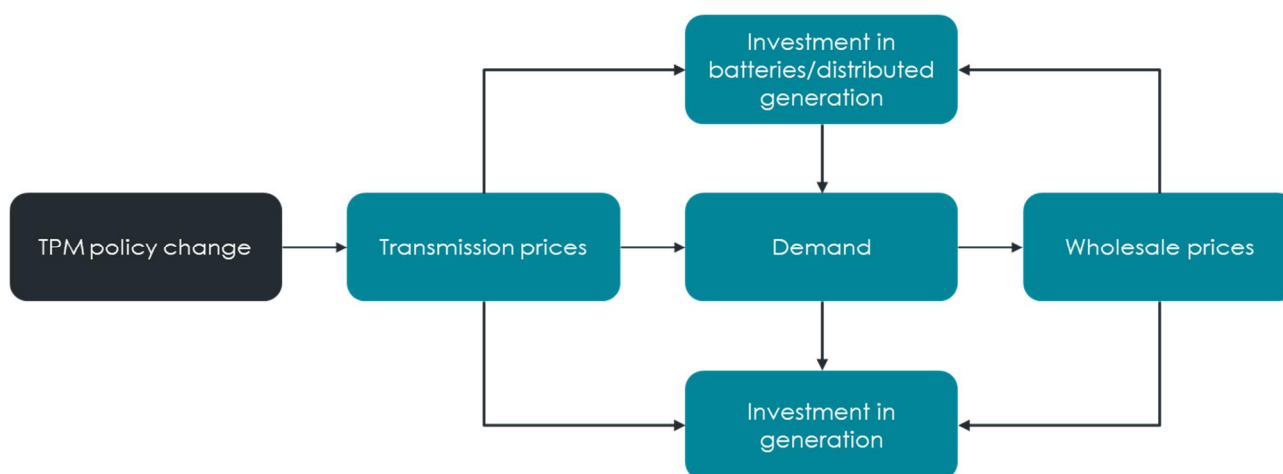 Investment in
batteries/distributed
generation
TPM policy change
Transmission prices
Demand
Wholesale prices
Investment in
generation